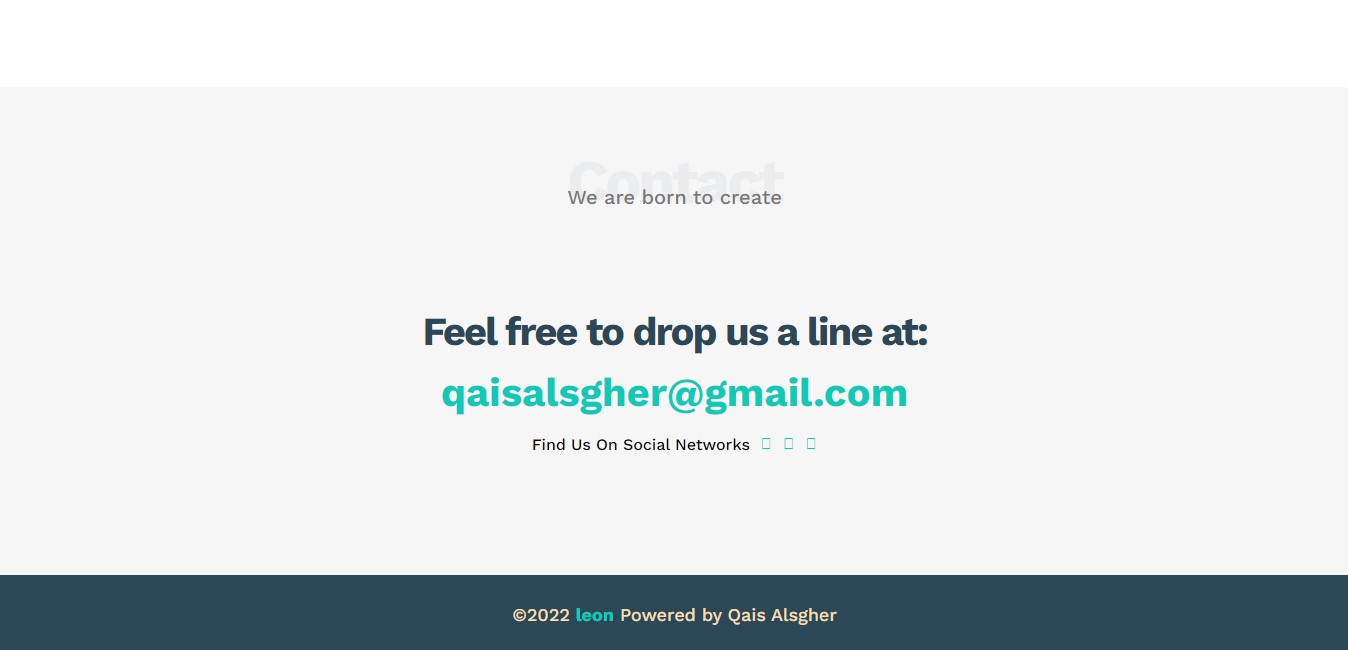 Contact
We are born to create
Feel free to drop us a line at:
qaisalsgher@gmail.com
Find Us On Social Networks
©2022 leon Powered by Qais Alsgher